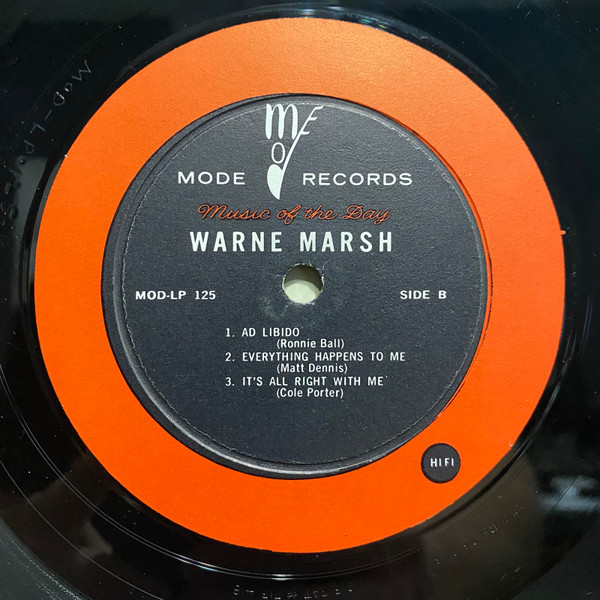 MODE
MODE RECORDS
Music of the Day
WARNE MARSH
MOD-LP 125 SIDE B
1. AD LIBIDO
(Ronnie Ball)
2. EVERYTHING HAPPENS TO ME
(Matt Dennis)
3. IT'S ALL RIGHT WITH ME
(Cole Porter)
HIFI